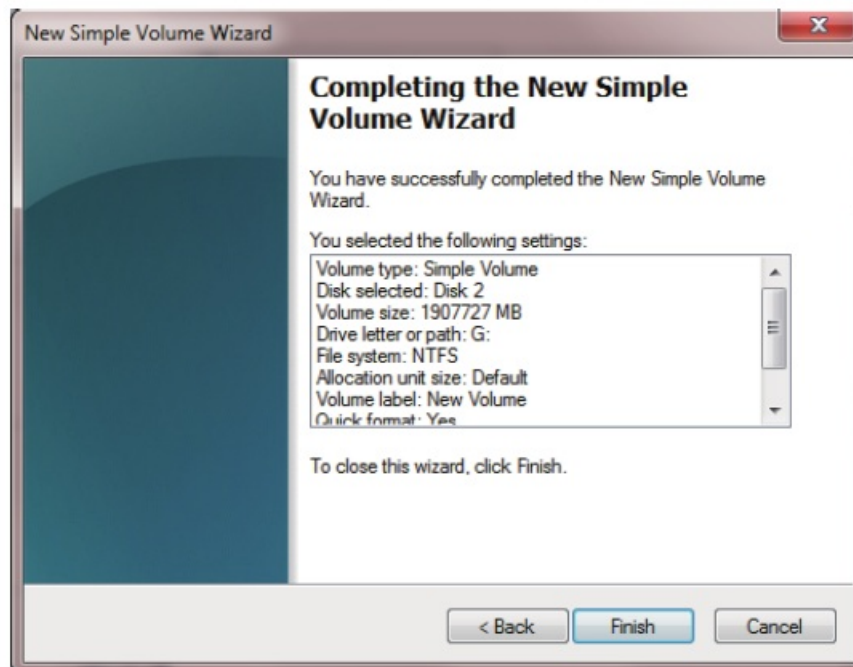 New Simple Volume Wizard
Completing the New Simple
Volume Wizard
You have successfully completed the New Simple Volume
Wizard.
You selected the following settings:
Volume type: Simple Volume
Disk selected: Disk 2
Volume size: 1907727 MB
Drive letter or path: G:
File system: NTFS
Allocation unit size: Default
Volume label: New Volume
Quick format: Yes
To close this wizard, click Finish.
< Back
Finish
Cancel